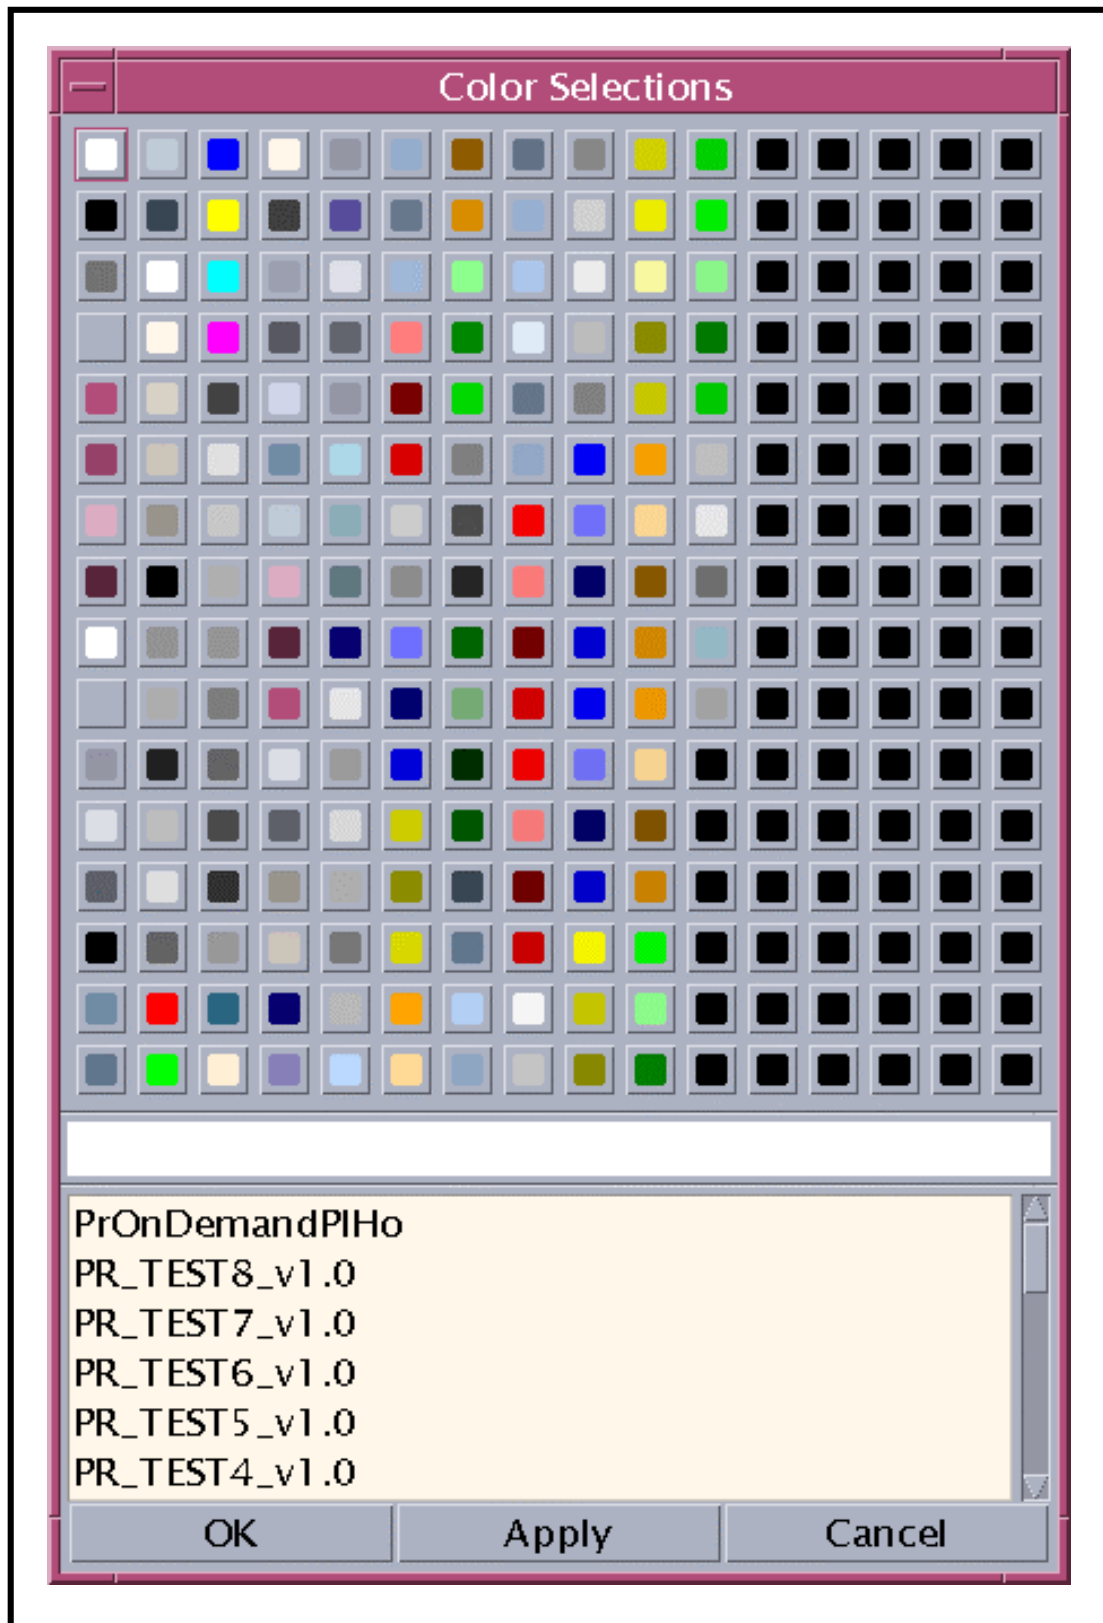 Color Selections
PrOnDemandPlHo
PR_TEST8_v1.0
PR_TEST7_v1.0
PR_TEST6_v1.0
PR_TEST5_v1.0
PR_TEST4_v1.0
OK Apply Cancel